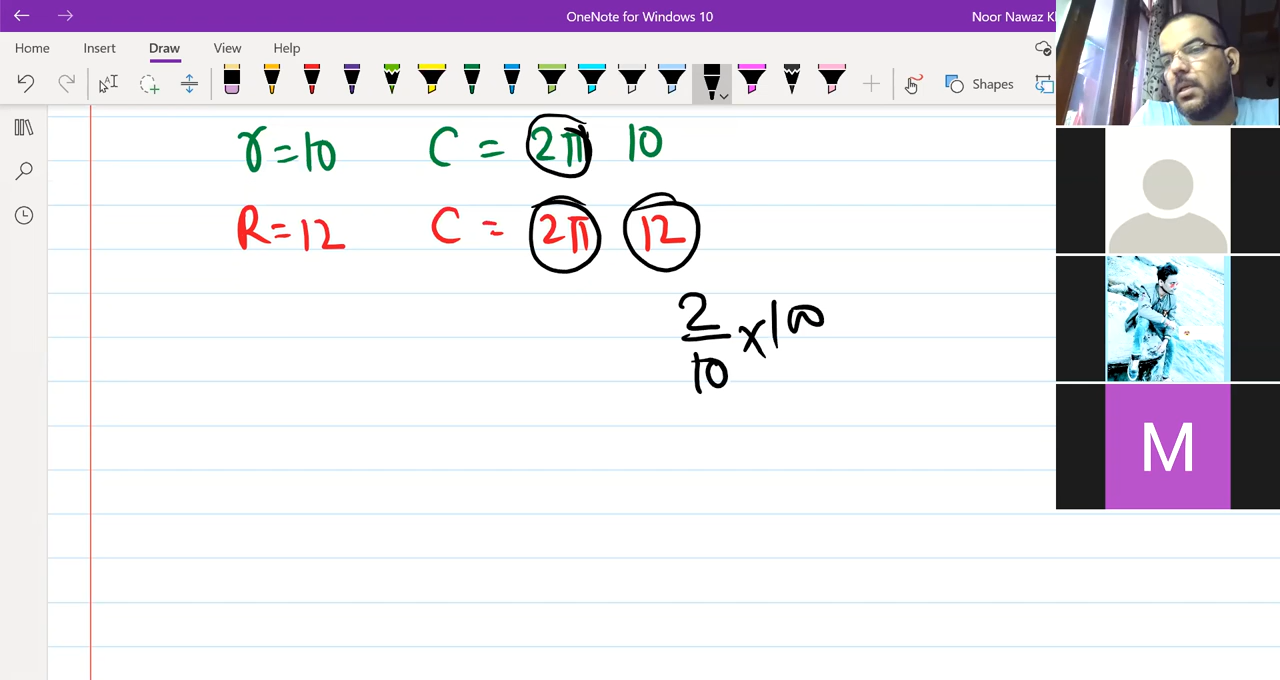 OneNote for Windows 10
Noor Nawaz K
Home Insert Draw View Help
Shapes
r=10 C = 2π 10
R=12 C = 2π 12
2/10 x100
M